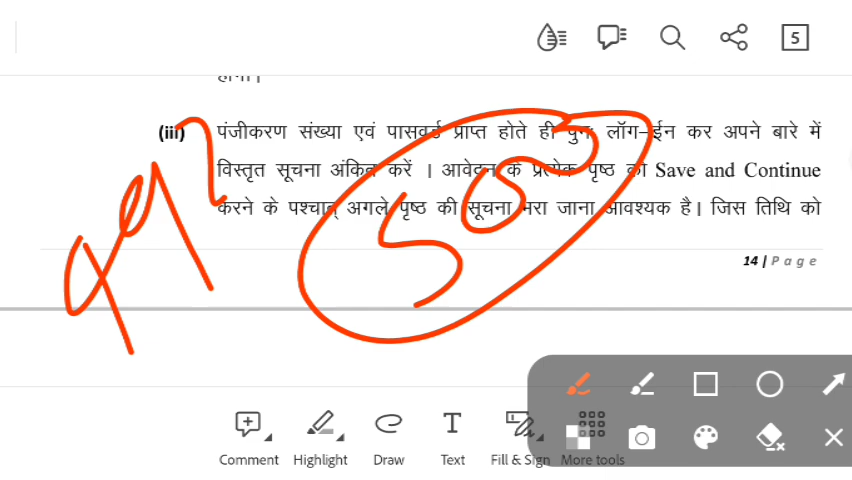 5
होगा।
(iii) पंजीकरण संख्या एवं पासवर्ड प्राप्त होते ही पुनः लॉग-ईन कर अपने बारे में
विस्तृत सूचना अंकित करें । आवेदन के प्रत्येक पृष्ठ को Save and Continue
करने के पश्चात् अगले पृष्ठ की सूचना भरा जाना आवश्यक है। जिस तिथि को
500
14 | Page
Comment Highlight Draw Text Fill & Sign More tools